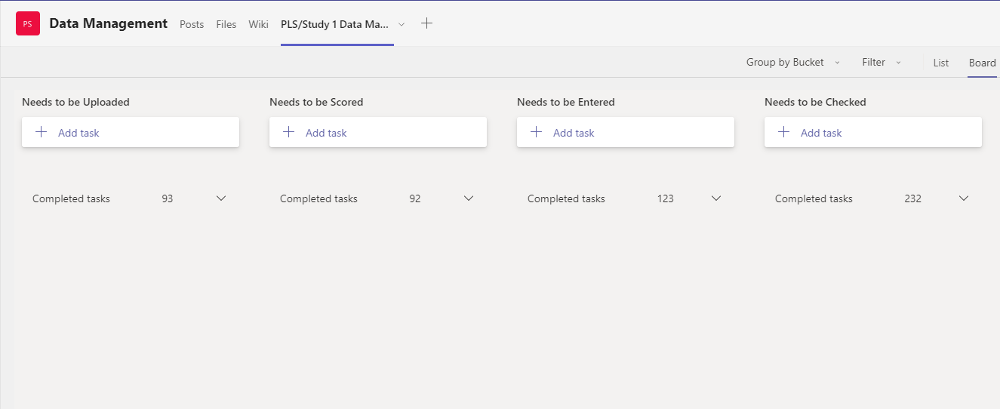 PS Data Management Posts Files Wiki PLS/Study 1 Data Ma...
Group by Bucket Filter List Board
Needs to be Uploaded Needs to be Scored Needs to be Entered Needs to be Checked
Add task Add task Add task Add task
Completed tasks 93 Completed tasks 92 Completed tasks 123 Completed tasks 232